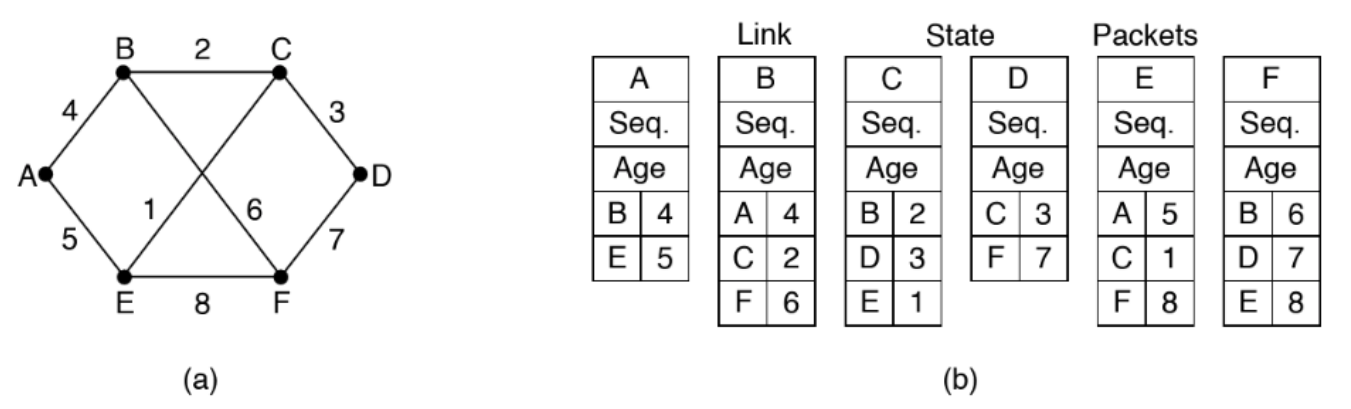 B 2 C
4 3
A D
1 6
5 7
E 8 F
(a)
Link State Packets
A B C D E F
Seq. Seq. Seq. Seq. Seq. Seq.
Age Age Age Age Age Age
B 4 A 4 B 2 C 3 A 5 B 6
E 5 C 2 D 3 F 7 C 1 D 7
F 6 E 1 F 8 E 8
(b)